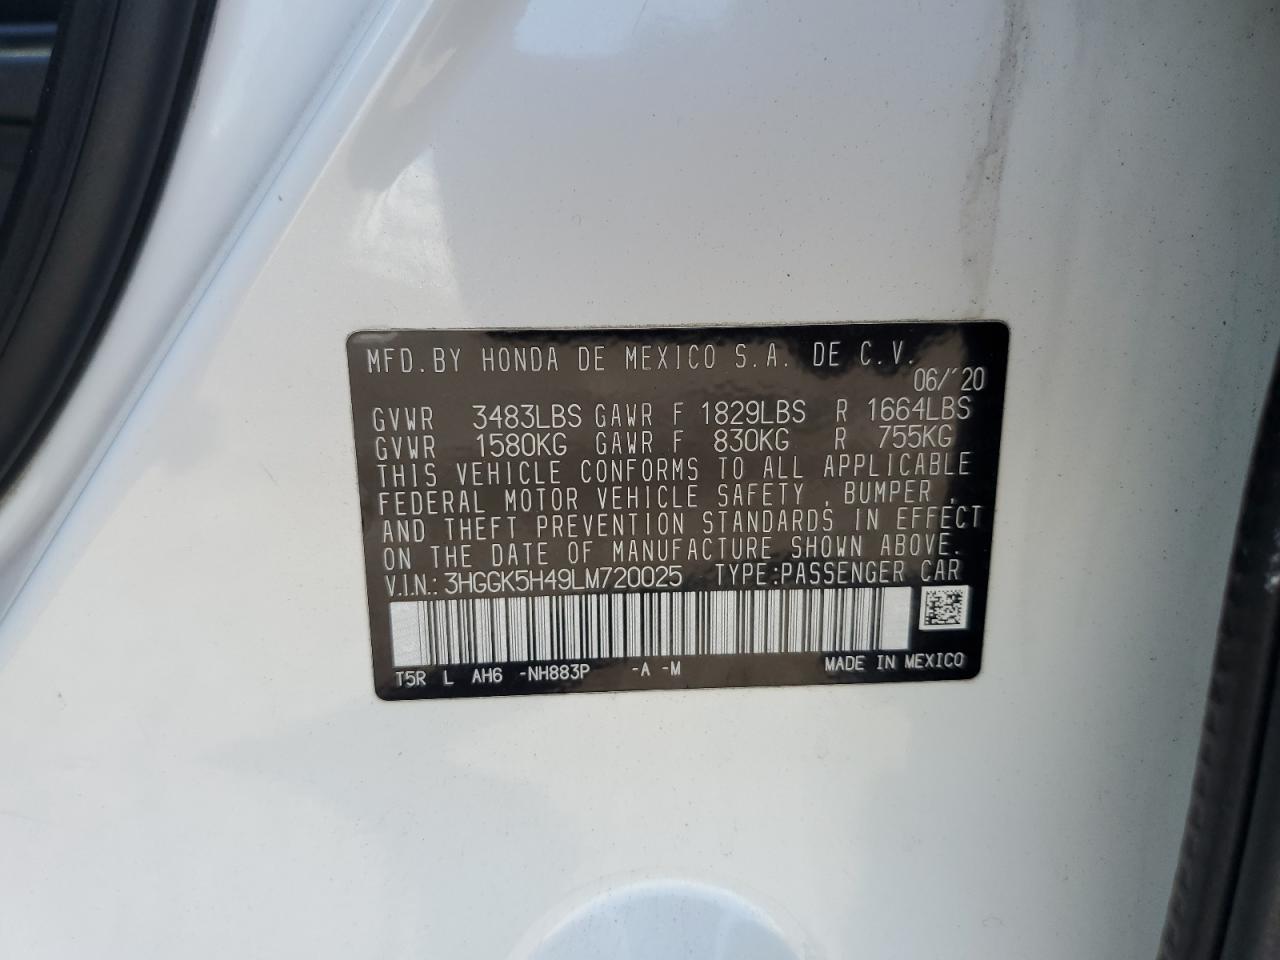 MFD.BY HONDA DE MEXICO S.A. DE C.V.
06/'20
GVWR 3483LBS GAWR F 1829LBS R 1664LBS
GVWR 1580KG GAWR F 830KG R 755KG
THIS VEHICLE CONFORMS TO ALL APPLICABLE
FEDERAL MOTOR VEHICLE SAFETY , BUMPER ,
AND THEFT PREVENTION STANDARDS IN EFFECT
ON THE DATE OF MANUFACTURE SHOWN ABOVE.
V.I.N.: 3HGGK5H49LM720025 TYPE:PASSENGER CAR
T5R L AH6 -NH883P -A -M MADE IN MEXICO